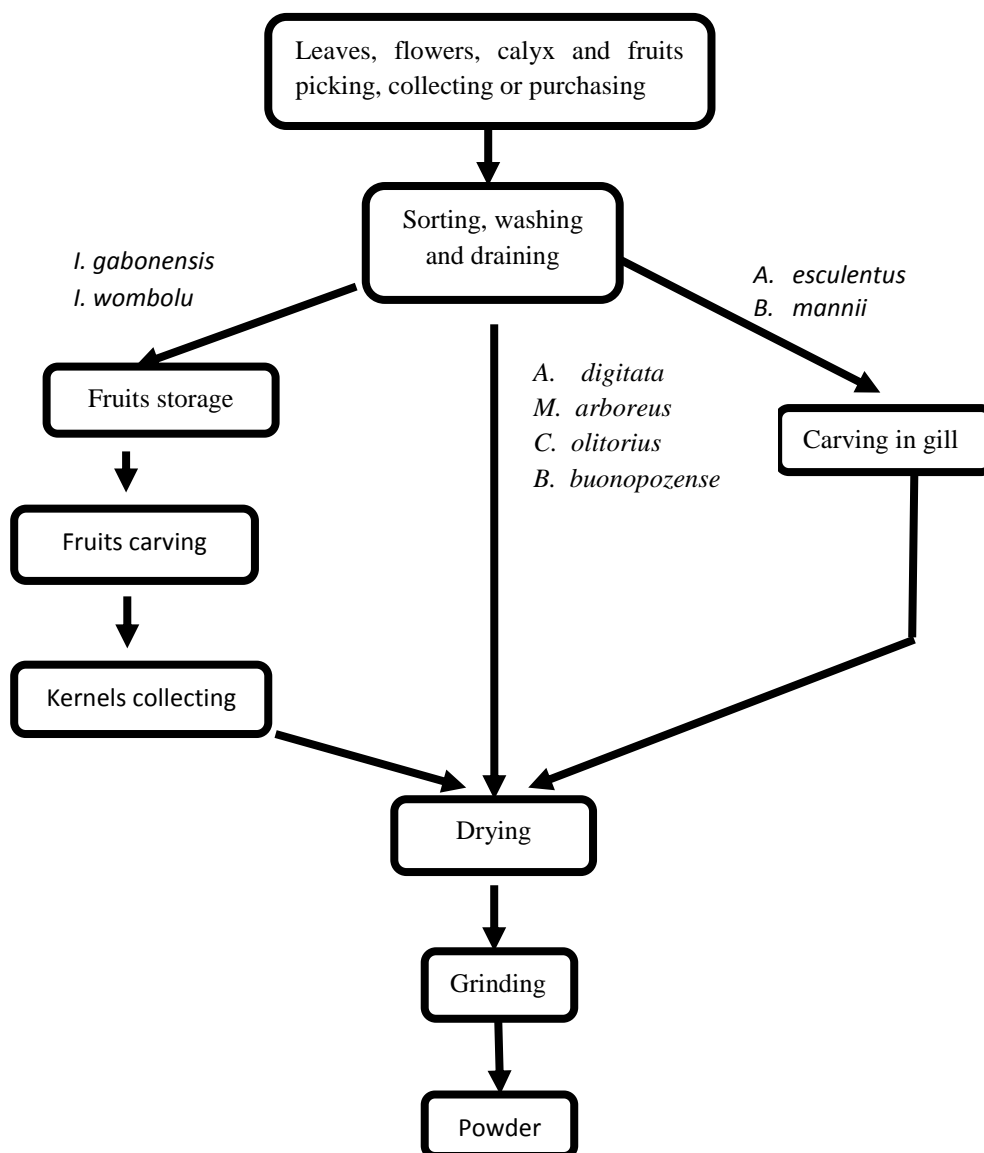 Leaves, flowers, calyx and fruits
picking, collecting or purchasing
Sorting, washing
and draining
I. gabonensis
I. wombolu
A. esculentus
B. mannii
Fruits storage
A. digitata
M. arboreus
C. olitorius
B. buonopozense
Carving in gill
Fruits carving
Kernels collecting
Drying
Grinding
Powder